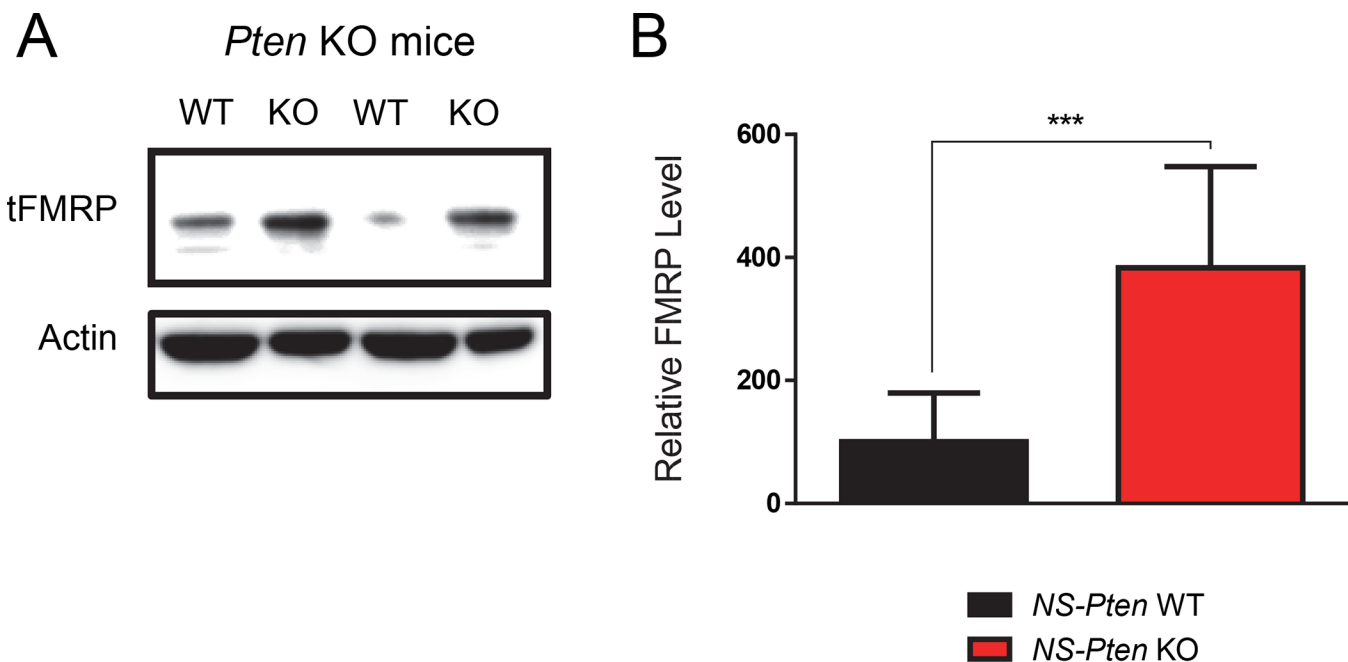 A
Pten KO mice
WT KO WT KO
tFMRP
Actin
B
***
Relative FMRP Level
600
400
200
0
NS-Pten WT
NS-Pten KO